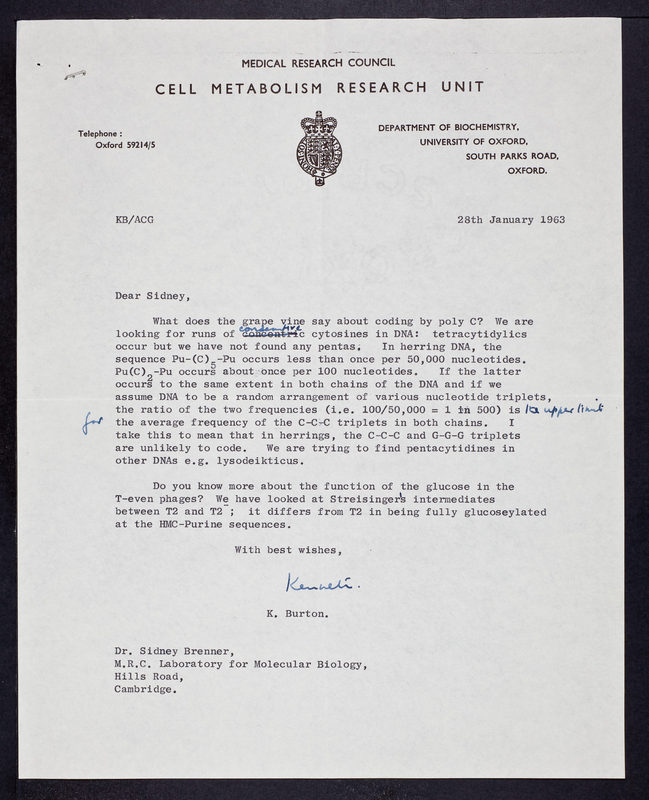 MEDICAL RESEARCH COUNCIL
CELL METABOLISM RESEARCH UNIT
Telephone :
Oxford 59214/5
DEPARTMENT OF BIOCHEMISTRY,
UNIVERSITY OF OXFORD,
SOUTH PARKS ROAD,
OXFORD.
KB/ACG
28th January 1963
Dear Sidney,
What does the grape vine say about coding by poly C? We are
looking for runs of consecutive cytosines in DNA: tetracytidylics
occur but we have not found any pentas. In herring DNA, the
sequence Pu-(C)5-Pu occurs less than once per 50,000 nucleotides.
Pu(C)2-Pu occurs about once per 100 nucleotides. If the latter
occurs to the same extent in both chains of the DNA and if we
assume DNA to be a random arrangement of various nucleotide triplets,
the ratio of the two frequencies (i.e. 100/50,000 = 1 in 500) is the upper limit
for the average frequency of the C-C-C triplets in both chains. I
take this to mean that in herrings, the C-C-C and G-G-G triplets
are unlikely to code. We are trying to find pentacytidines in
other DNAs e.g. lysodeikticus.
Do you know more about the function of the glucose in the
T-even phages? We have looked at Streisinger's intermediates
between T2 and T2-; it differs from T2 in being fully glucoseylated
at the HMC-Purine sequences.
With best wishes,
Kenneth.
K. Burton.
Dr. Sidney Brenner,
M.R.C. Laboratory for Molecular Biology,
Hills Road,
Cambridge.